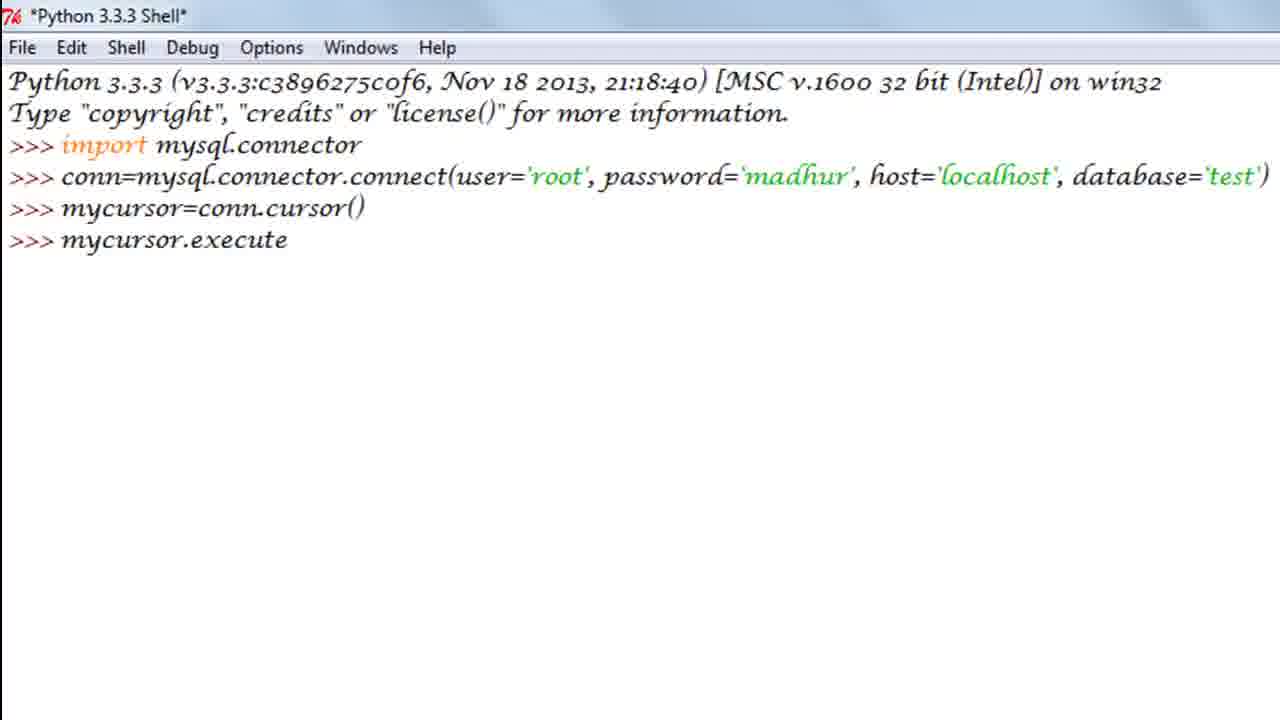 *Python 3.3.3 Shell*
File Edit Shell Debug Options Windows Help
Python 3.3.3 (v3.3.3:c3896275c0f6, Nov 18 2013, 21:18:40) [MSC v.1600 32 bit (Intel)] on win32
Type "copyright", "credits" or "license()" for more information.
>>> import mysql.connector
>>> conn=mysql.connector.connect(user='root', password='madhur', host='localhost', database='test')
>>> mycursor=conn.cursor()
>>> mycursor.execute